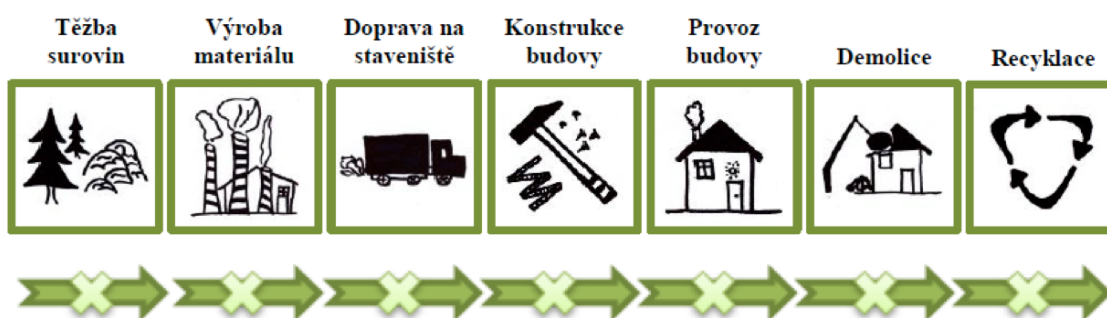 Těžba
surovin
Výroba
materiálu
Doprava na
staveniště
Konstrukce
budovy
Provoz
budovy
Demolice
Recyklace